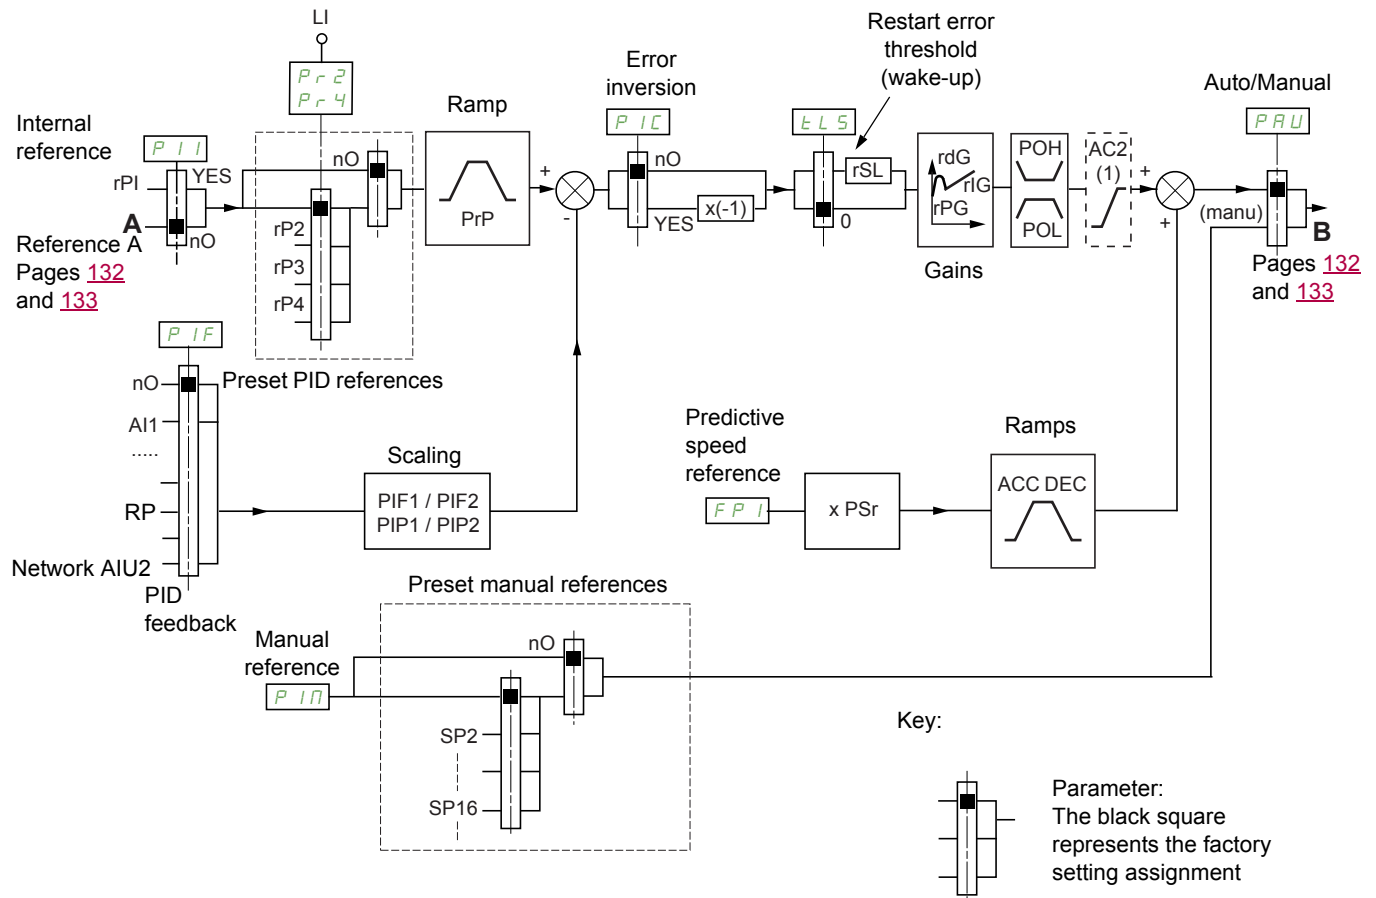 LI
Pr2
Pr4
Internal
reference
PII
rPI
YES
A
nO
Reference A
Pages 132
and 133
nO
rP2
rP3
rP4
Preset PID references
Ramp
PrP
+
-
Error
inversion
PIC
nO
YES
x(-1)
Restart error
threshold
(wake-up)
tLS
rSL
0
rdG
rIG
rPG
Gains
POH
POL
AC2
(1)
+
+
Auto/Manual
PAU
(manu)
B
Pages 132
and 133
PIF
nO
AI1
.....
RP
Network AIU2
PID
feedback
Scaling
PIF1 / PIF2
PIP1 / PIP2
Predictive
speed
reference
FPI
x PSr
Ramps
ACC DEC
Preset manual references
Manual
reference
PIM
nO
SP2
SP16
Key:
Parameter:
The black square
represents the factory
setting assignment